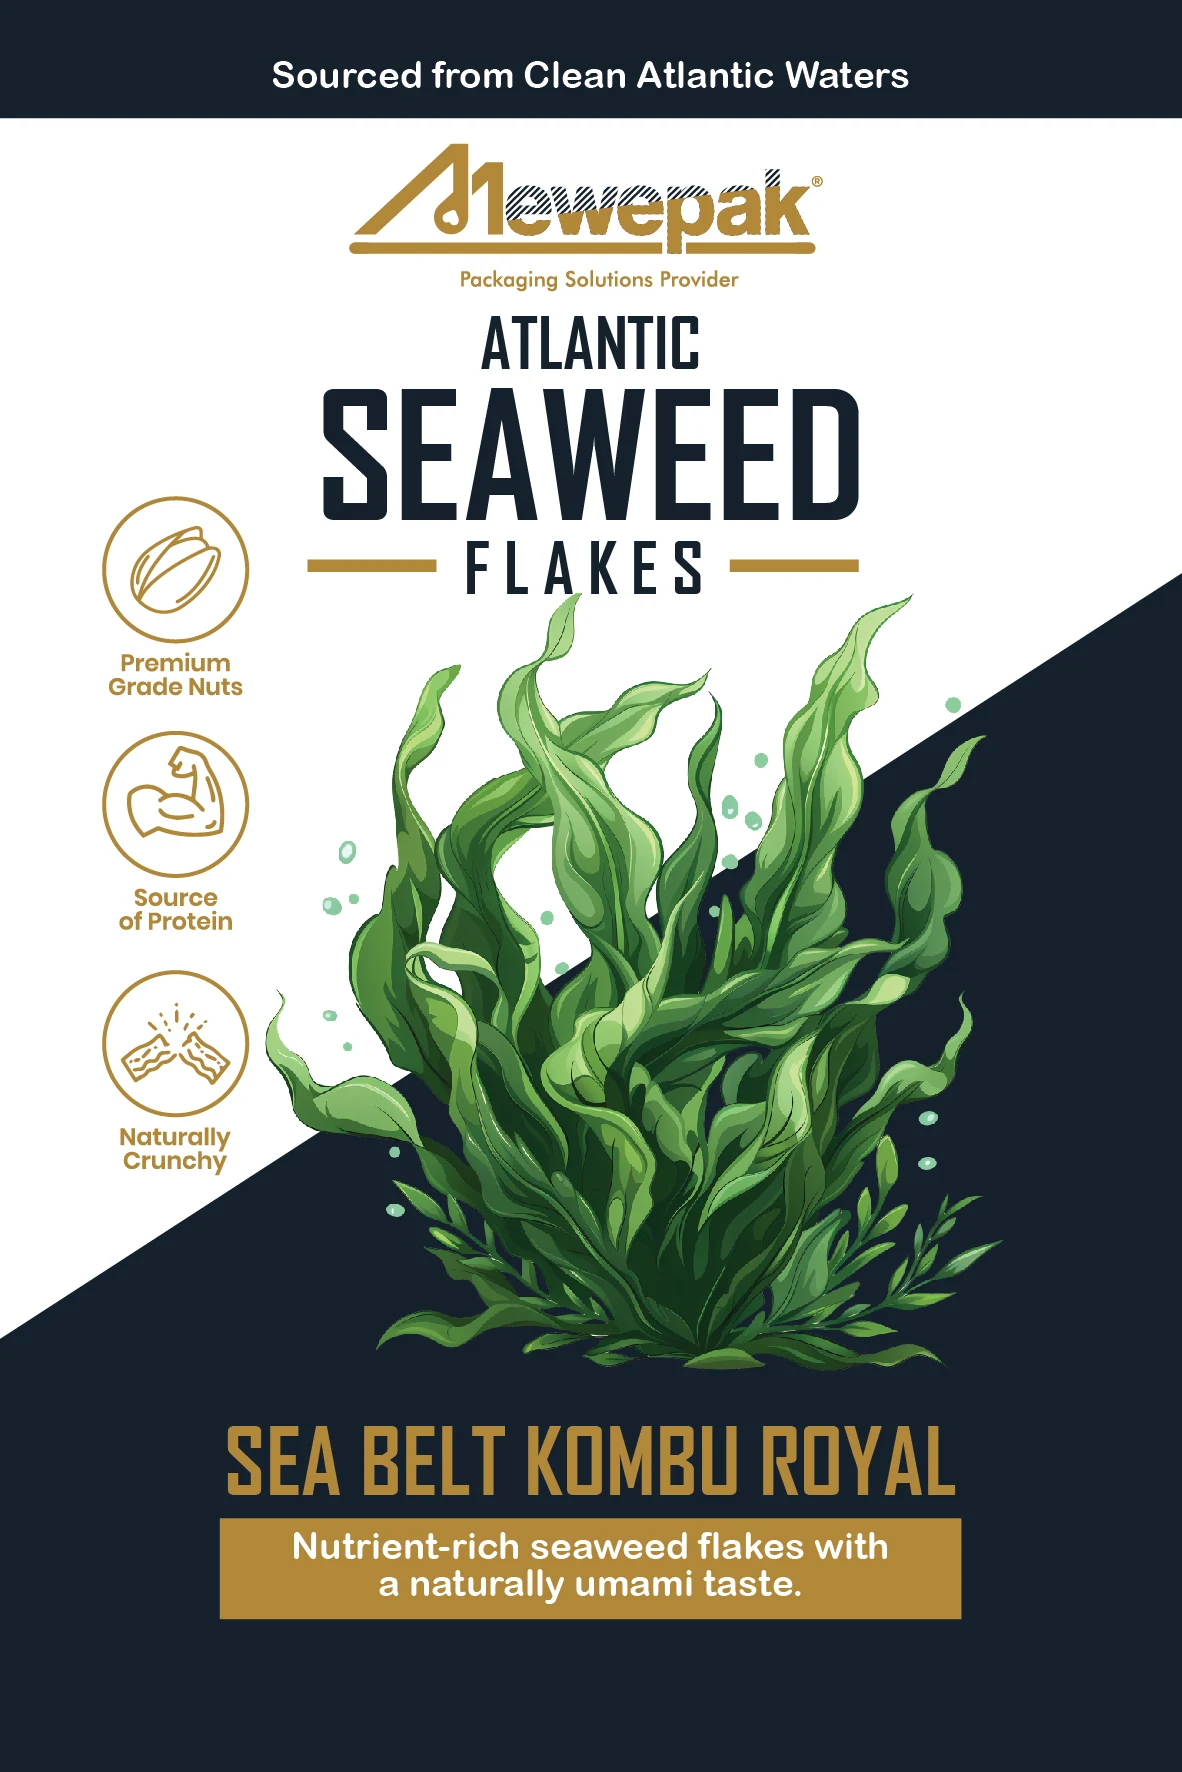 Sourced from Clean Atlantic Waters
Mewepak®
Packaging Solutions Provider
ATLANTIC
SEAWEED
FLAKES
Premium
Grade Nuts
Source
of Protein
Naturally
Crunchy
SEA BELT KOMBU ROYAL
Nutrient-rich seaweed flakes with
a naturally umami taste.